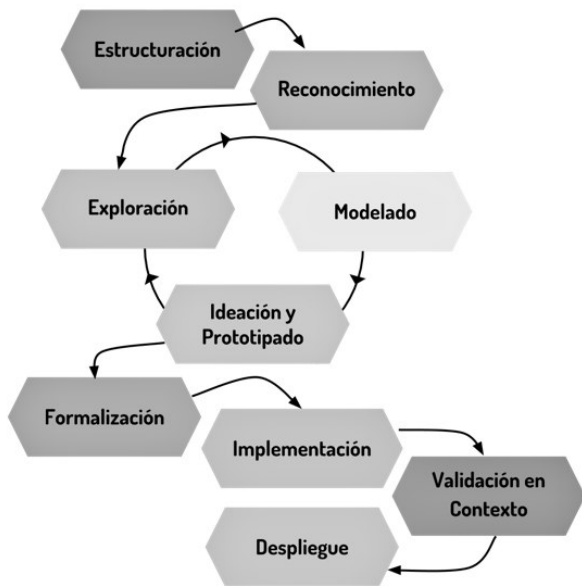 Estructuración
Reconocimiento
Exploración
Modelado
Ideación y
Prototipado
Formalización
Implementación
Validación en
Contexto
Despliegue